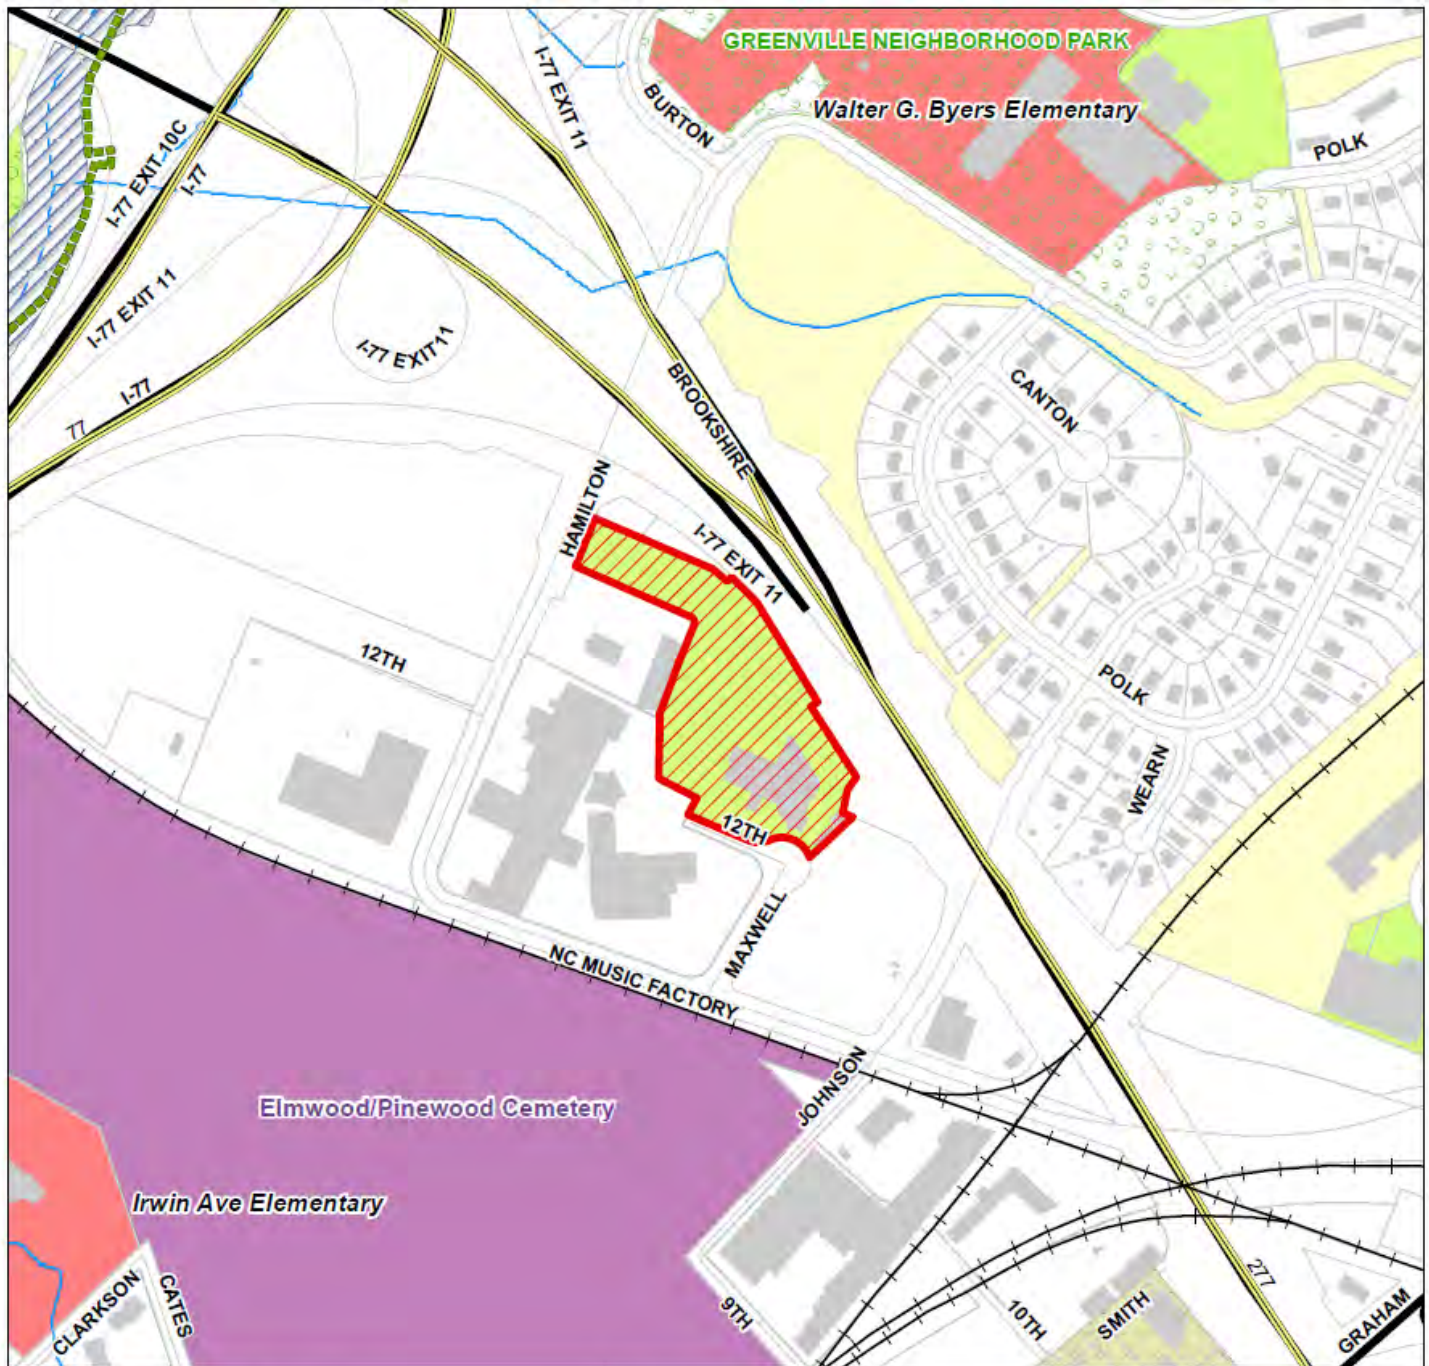 GREENVILLE NEIGHBORHOOD PARK
I-77 EXIT 11
BURTON
Walter G. Byers Elementary
POLK
I-77 EXIT 10C
I-77
I-77 EXIT 11
I-77 EXIT 11
I-77
77
BROOKSHIRE
CANTON
HAMILTON
I-77 EXIT 11
12TH
POLK
WEARN
12TH
MAXWELL
NC MUSIC FACTORY
JOHNSON
Elmwood/Pinewood Cemetery
Irwin Ave Elementary
CLARKSON
CATES
9TH
10TH
SMITH
277
GRAHAM